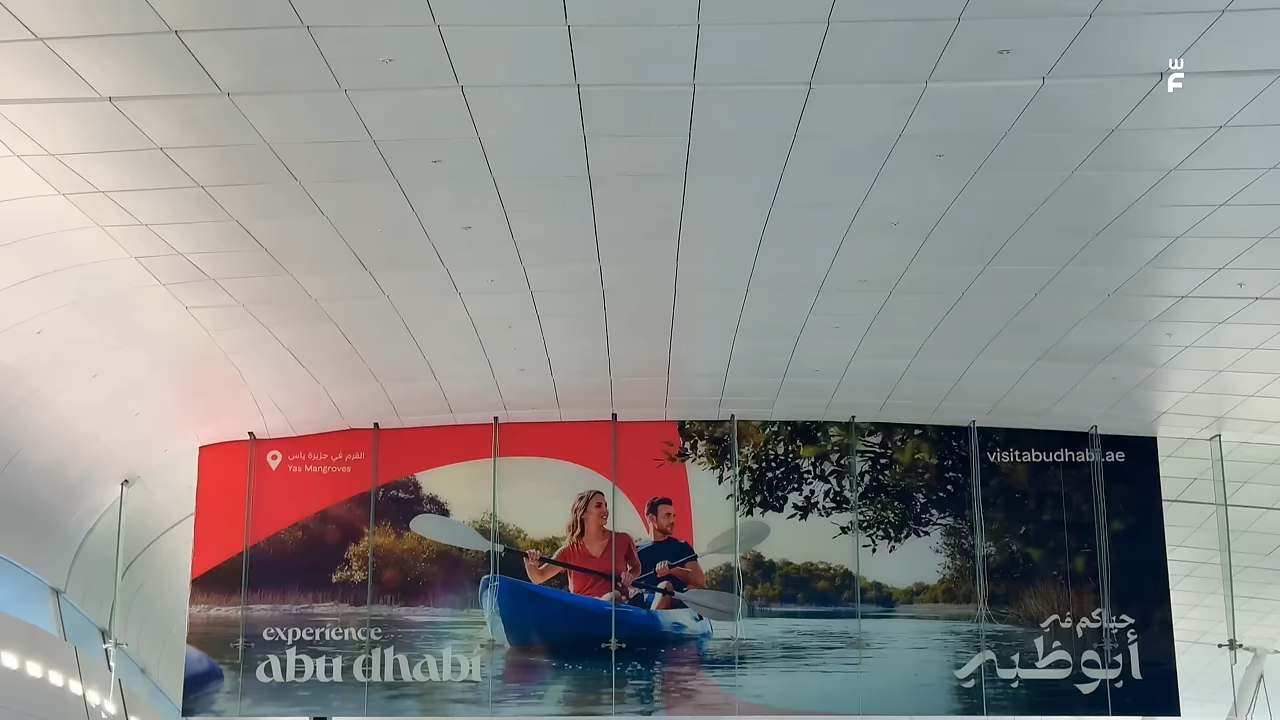 القرم في جزيرة ياس
Yas Mangroves
visitabudhabi.ae
experience
abu dhabi
حياكم في
أبوظبي